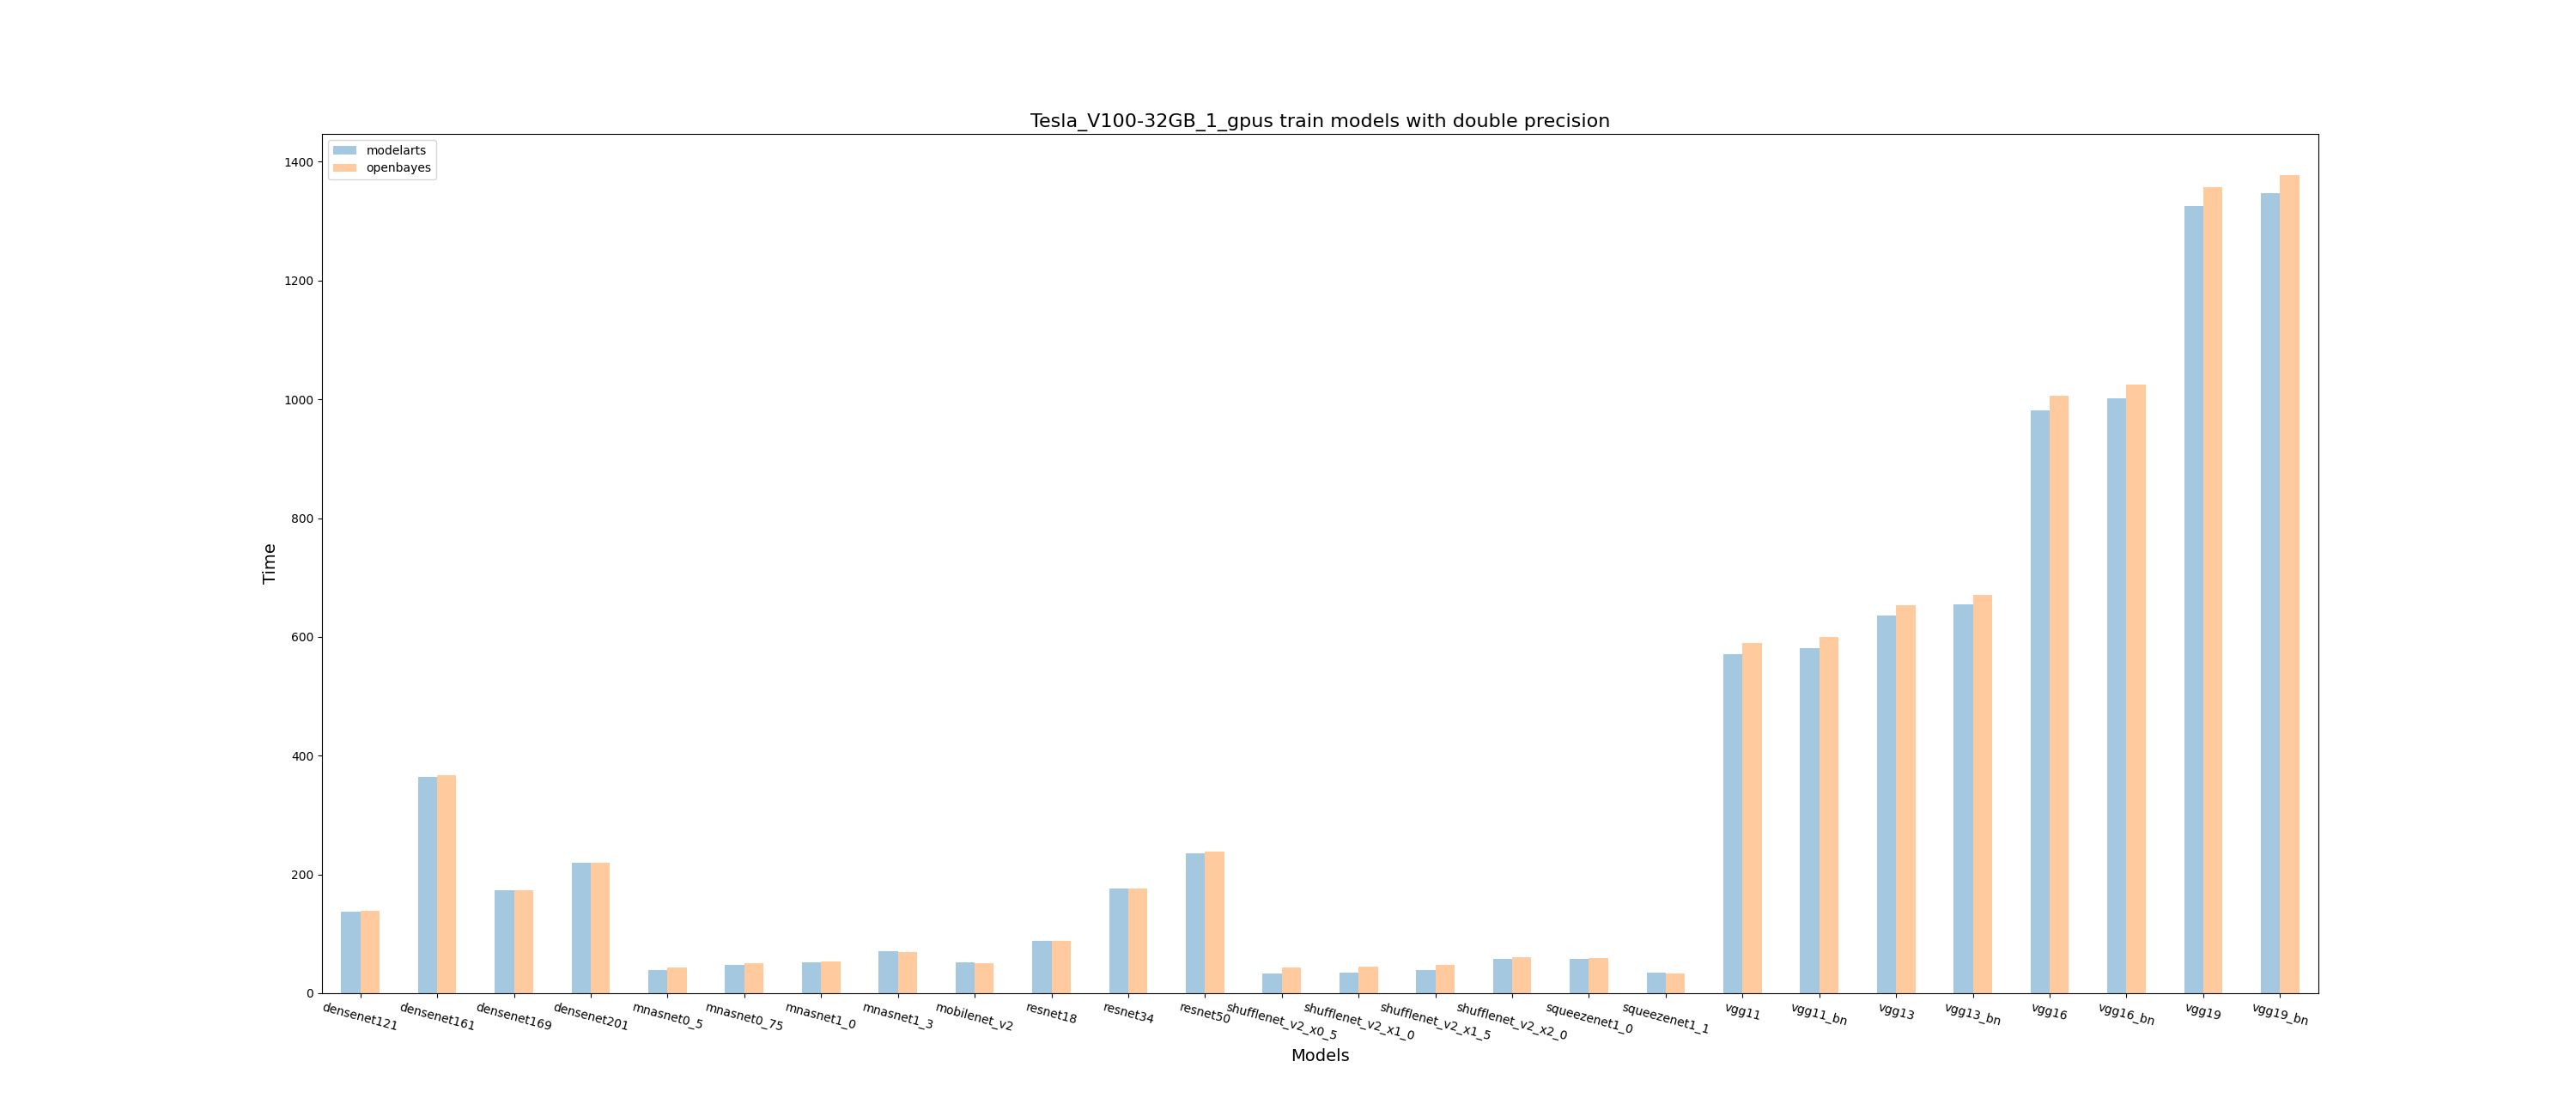 Tesla_V100-32GB_1_gpus train models with double precision
modelarts
openbayes
1400
1200
1000
800
600
400
200
0
Time
densenet121
densenet161
densenet169
densenet201
mnasnet0_5
mnasnet0_75
mnasnet1_0
mnasnet1_3
mobilenet_v2
resnet18
resnet34
resnet50
shufflenet_v2_x0_5
shufflenet_v2_x1_0
shufflenet_v2_x1_5
shufflenet_v2_x2_0
squeezenet1_0
squeezenet1_1
vgg11
vgg11_bn
vgg13
vgg13_bn
vgg16
vgg16_bn
vgg19
vgg19_bn
Models